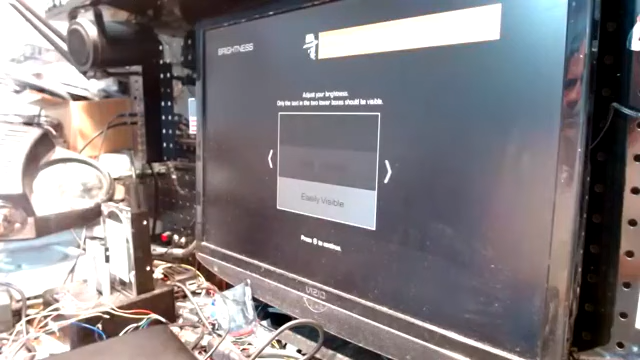 BRIGHTNESS
Adjust your brightness.
Only the text in the two lower boxes should be visible.
Easily Visible
Press to continue.
VIZIO